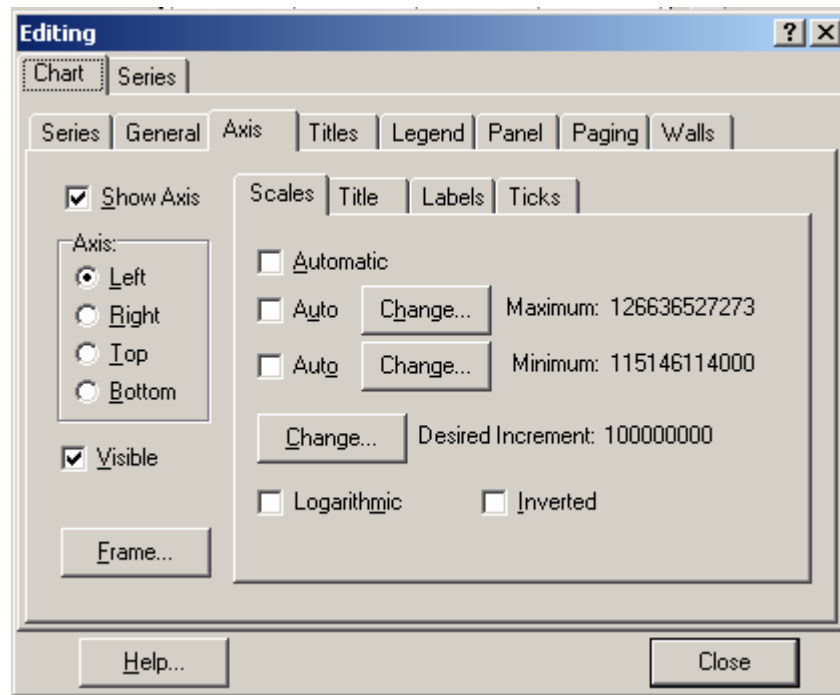 Editing
Chart Series
Series General Axis Titles Legend Panel Paging Walls
Show Axis
Axis:
Left
Right
Top
Bottom
Visible
Frame...
Scales Title Labels Ticks
Automatic
Auto Change... Maximum: 126636527273
Auto Change... Minimum: 115146114000
Change... Desired Increment: 100000000
Logarithmic Inverted
Help... Close